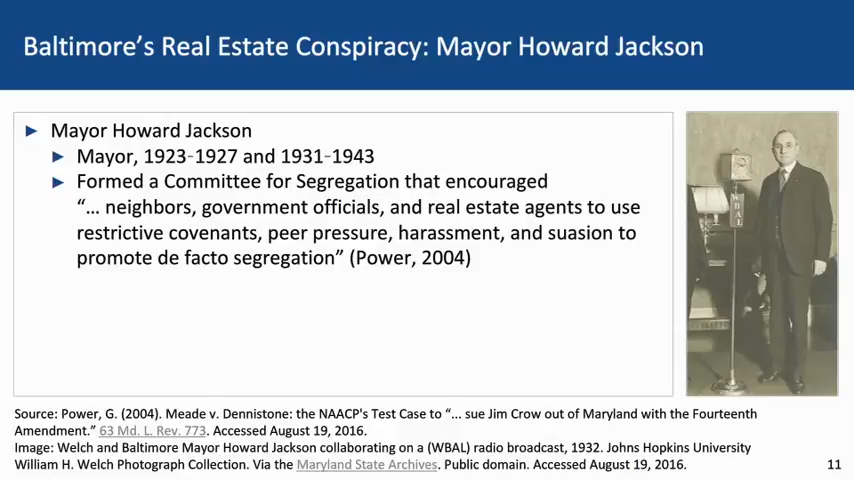 Baltimore’s Real Estate Conspiracy: Mayor Howard Jackson
Mayor Howard Jackson
Mayor, 1923-1927 and 1931-1943
Formed a Committee for Segregation that encouraged
“... neighbors, government officials, and real estate agents to use
restrictive covenants, peer pressure, harassment, and suasion to
promote de facto segregation” (Power, 2004)
WBAL
Source: Power, G. (2004). Meade v. Dennistone: the NAACP's Test Case to “... sue Jim Crow out of Maryland with the Fourteenth
Amendment.” 63 Md. L. Rev. 773. Accessed August 19, 2016.
Image: Welch and Baltimore Mayor Howard Jackson collaborating on a (WBAL) radio broadcast, 1932. Johns Hopkins University
William H. Welch Photograph Collection. Via the Maryland State Archives. Public domain. Accessed August 19, 2016.
11